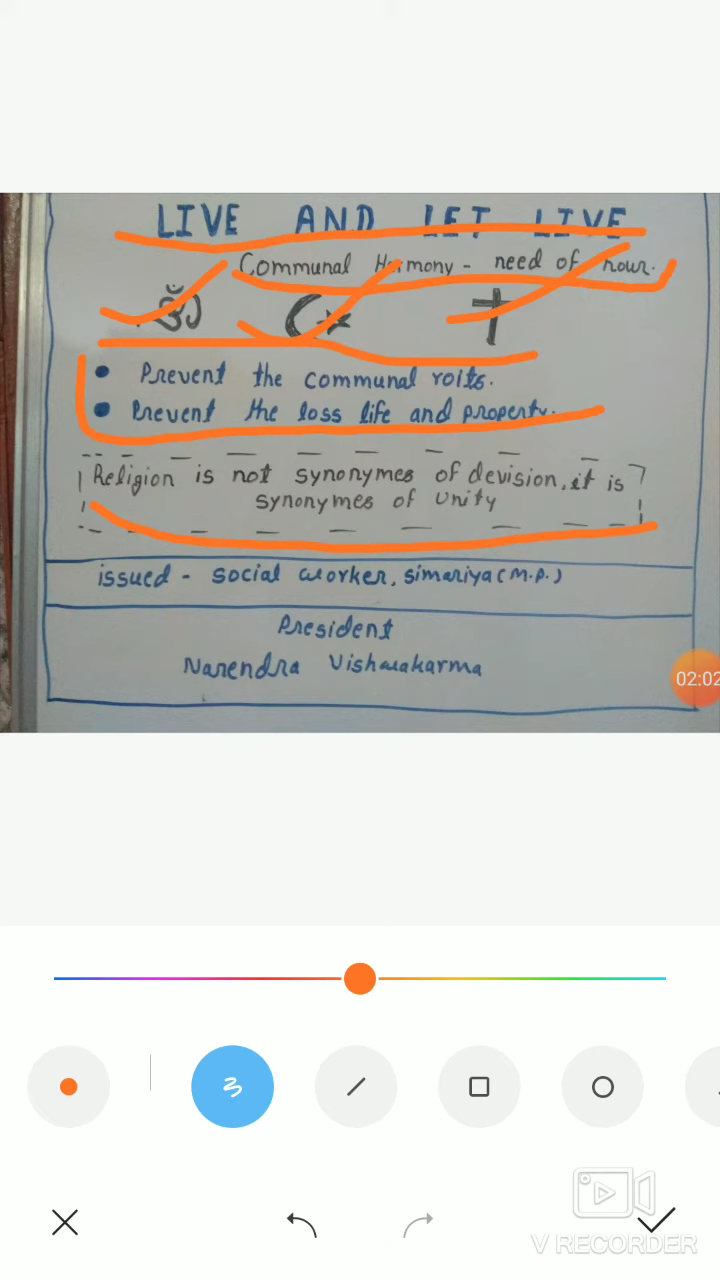 LIVE AND LET LIVE
Communal Harmony - need of hour.
ॐ
• Prevent the communal roits.
• Prevent the loss life and property.
Religion is not synonymes of devision, it is
synonymes of unity
issued - social worker, simariya (M.P.)
President
Narendra Vishwakarma
02:02
V RECORDER